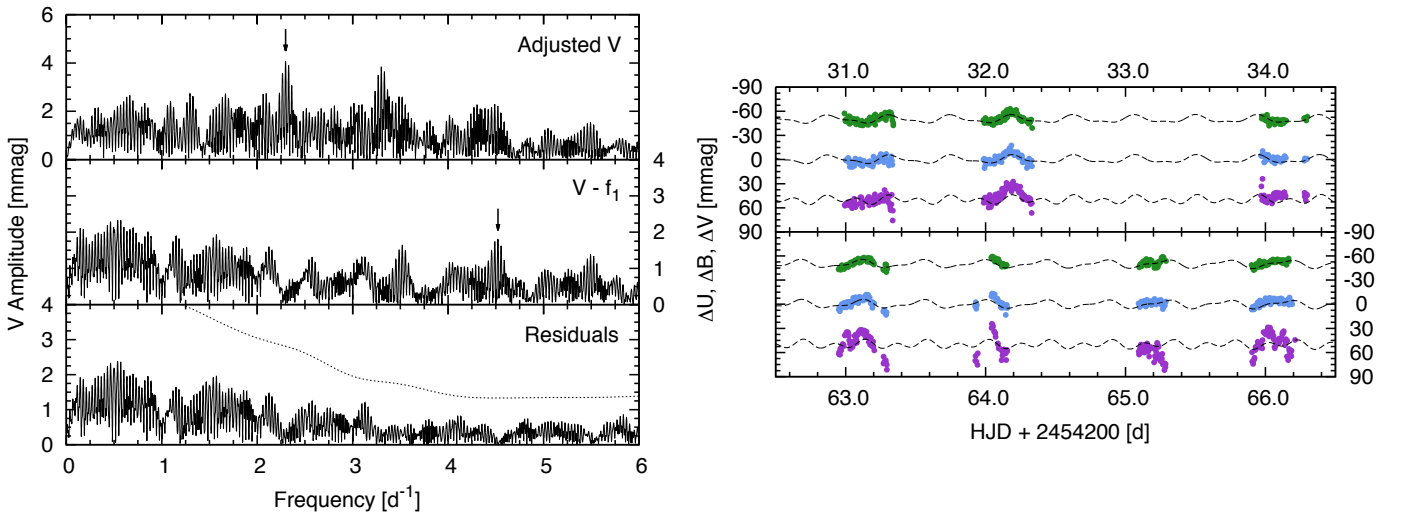 6
4
2
0
Adjusted V
V Amplitude [mmag]
4
3
2
1
0
V - f1
4
3
2
1
0
Residuals
0 1 2 3 4 5 6
Frequency [d-1]
31.0 32.0 33.0 34.0
-90
-60
-30
0
30
60
90
ΔU, ΔB, ΔV [mmag]
-90
-60
-30
0
30
60
90
63.0 64.0 65.0 66.0
HJD + 2454200 [d]